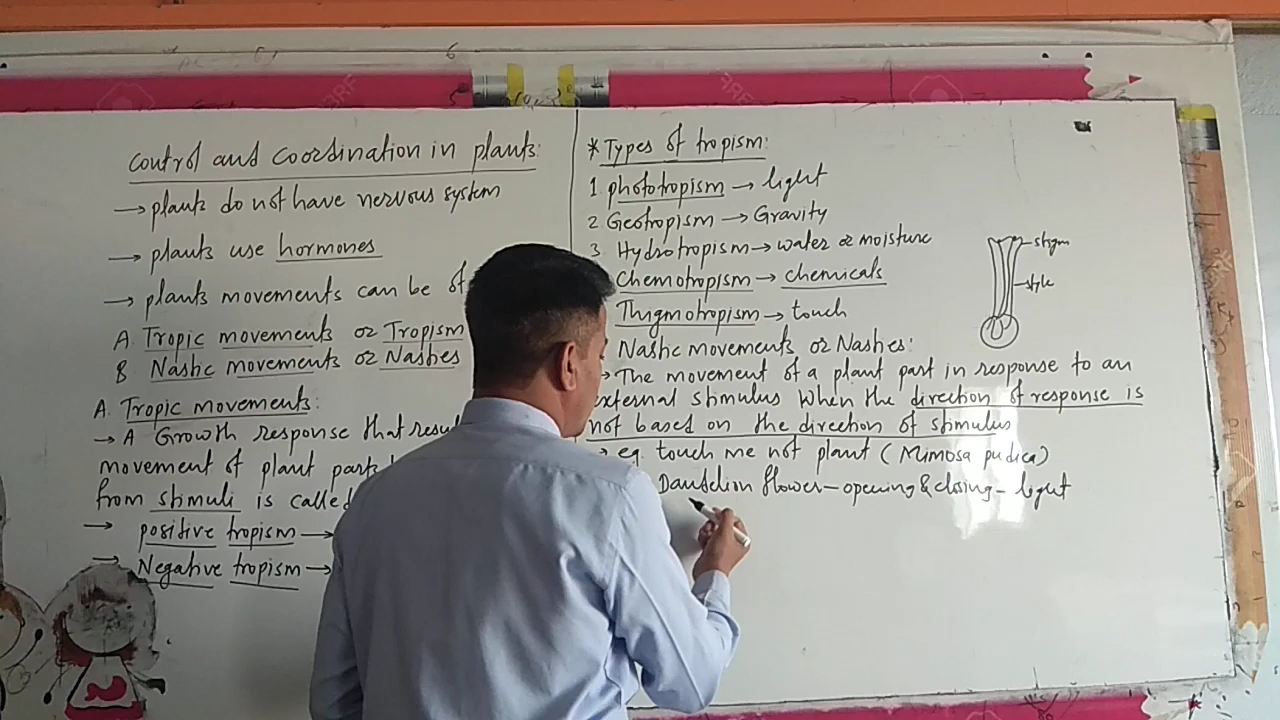 Control and Coordination in plants:
→ plants do not have nervous system
→ plants use hormones
→ plants movements can be of
A Tropic movements or Tropism
B Nastic movements or Nasties
A. Tropic movements:
→ A Growth response that
movement of plant parts
from stimuli is called
→ positive tropism →
→ Negative tropism →
* Types of tropism:
1 phototropism → light
2 Geotropism → Gravity
3. Hydrotropism → water or moisture
Chemotropism → chemicals
Thigmotropism → touch
Nastic movements or Nasties:
→ The movement of a plant part in response to an
external stimulus when the direction of response is
not based on the direction of stimulus
→ eg. touch me not plant (Mimosa pudica)
Dandelion flower - opening & closing - light
stigm
style